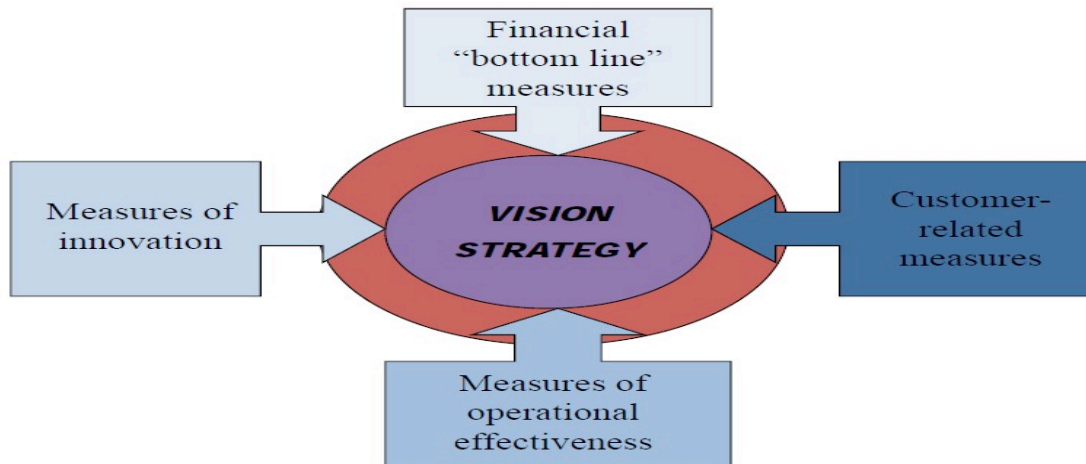 Financial
“bottom line”
measures
Measures of
innovation
VISION
STRATEGY
Customer-
related
measures
Measures of
operational
effectiveness